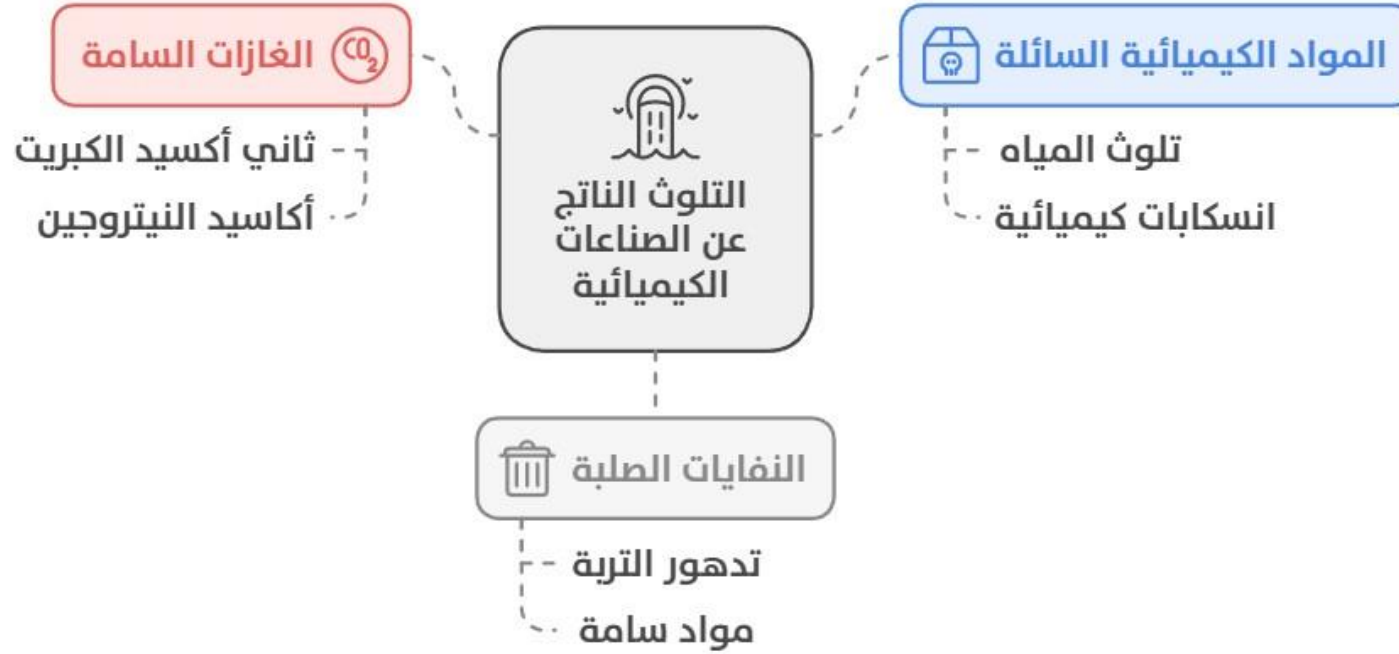 المواد الكيميائية السائلة
تلوث المياه
انسكابات كيميائية
التلوث الناتج
عن الصناعات
الكيميائية
CO2 الغازات السامة
ثاني أكسيد الكبريت
أكاسيد النيتروجين
النفايات الصلبة
تدهور التربة
مواد سامة